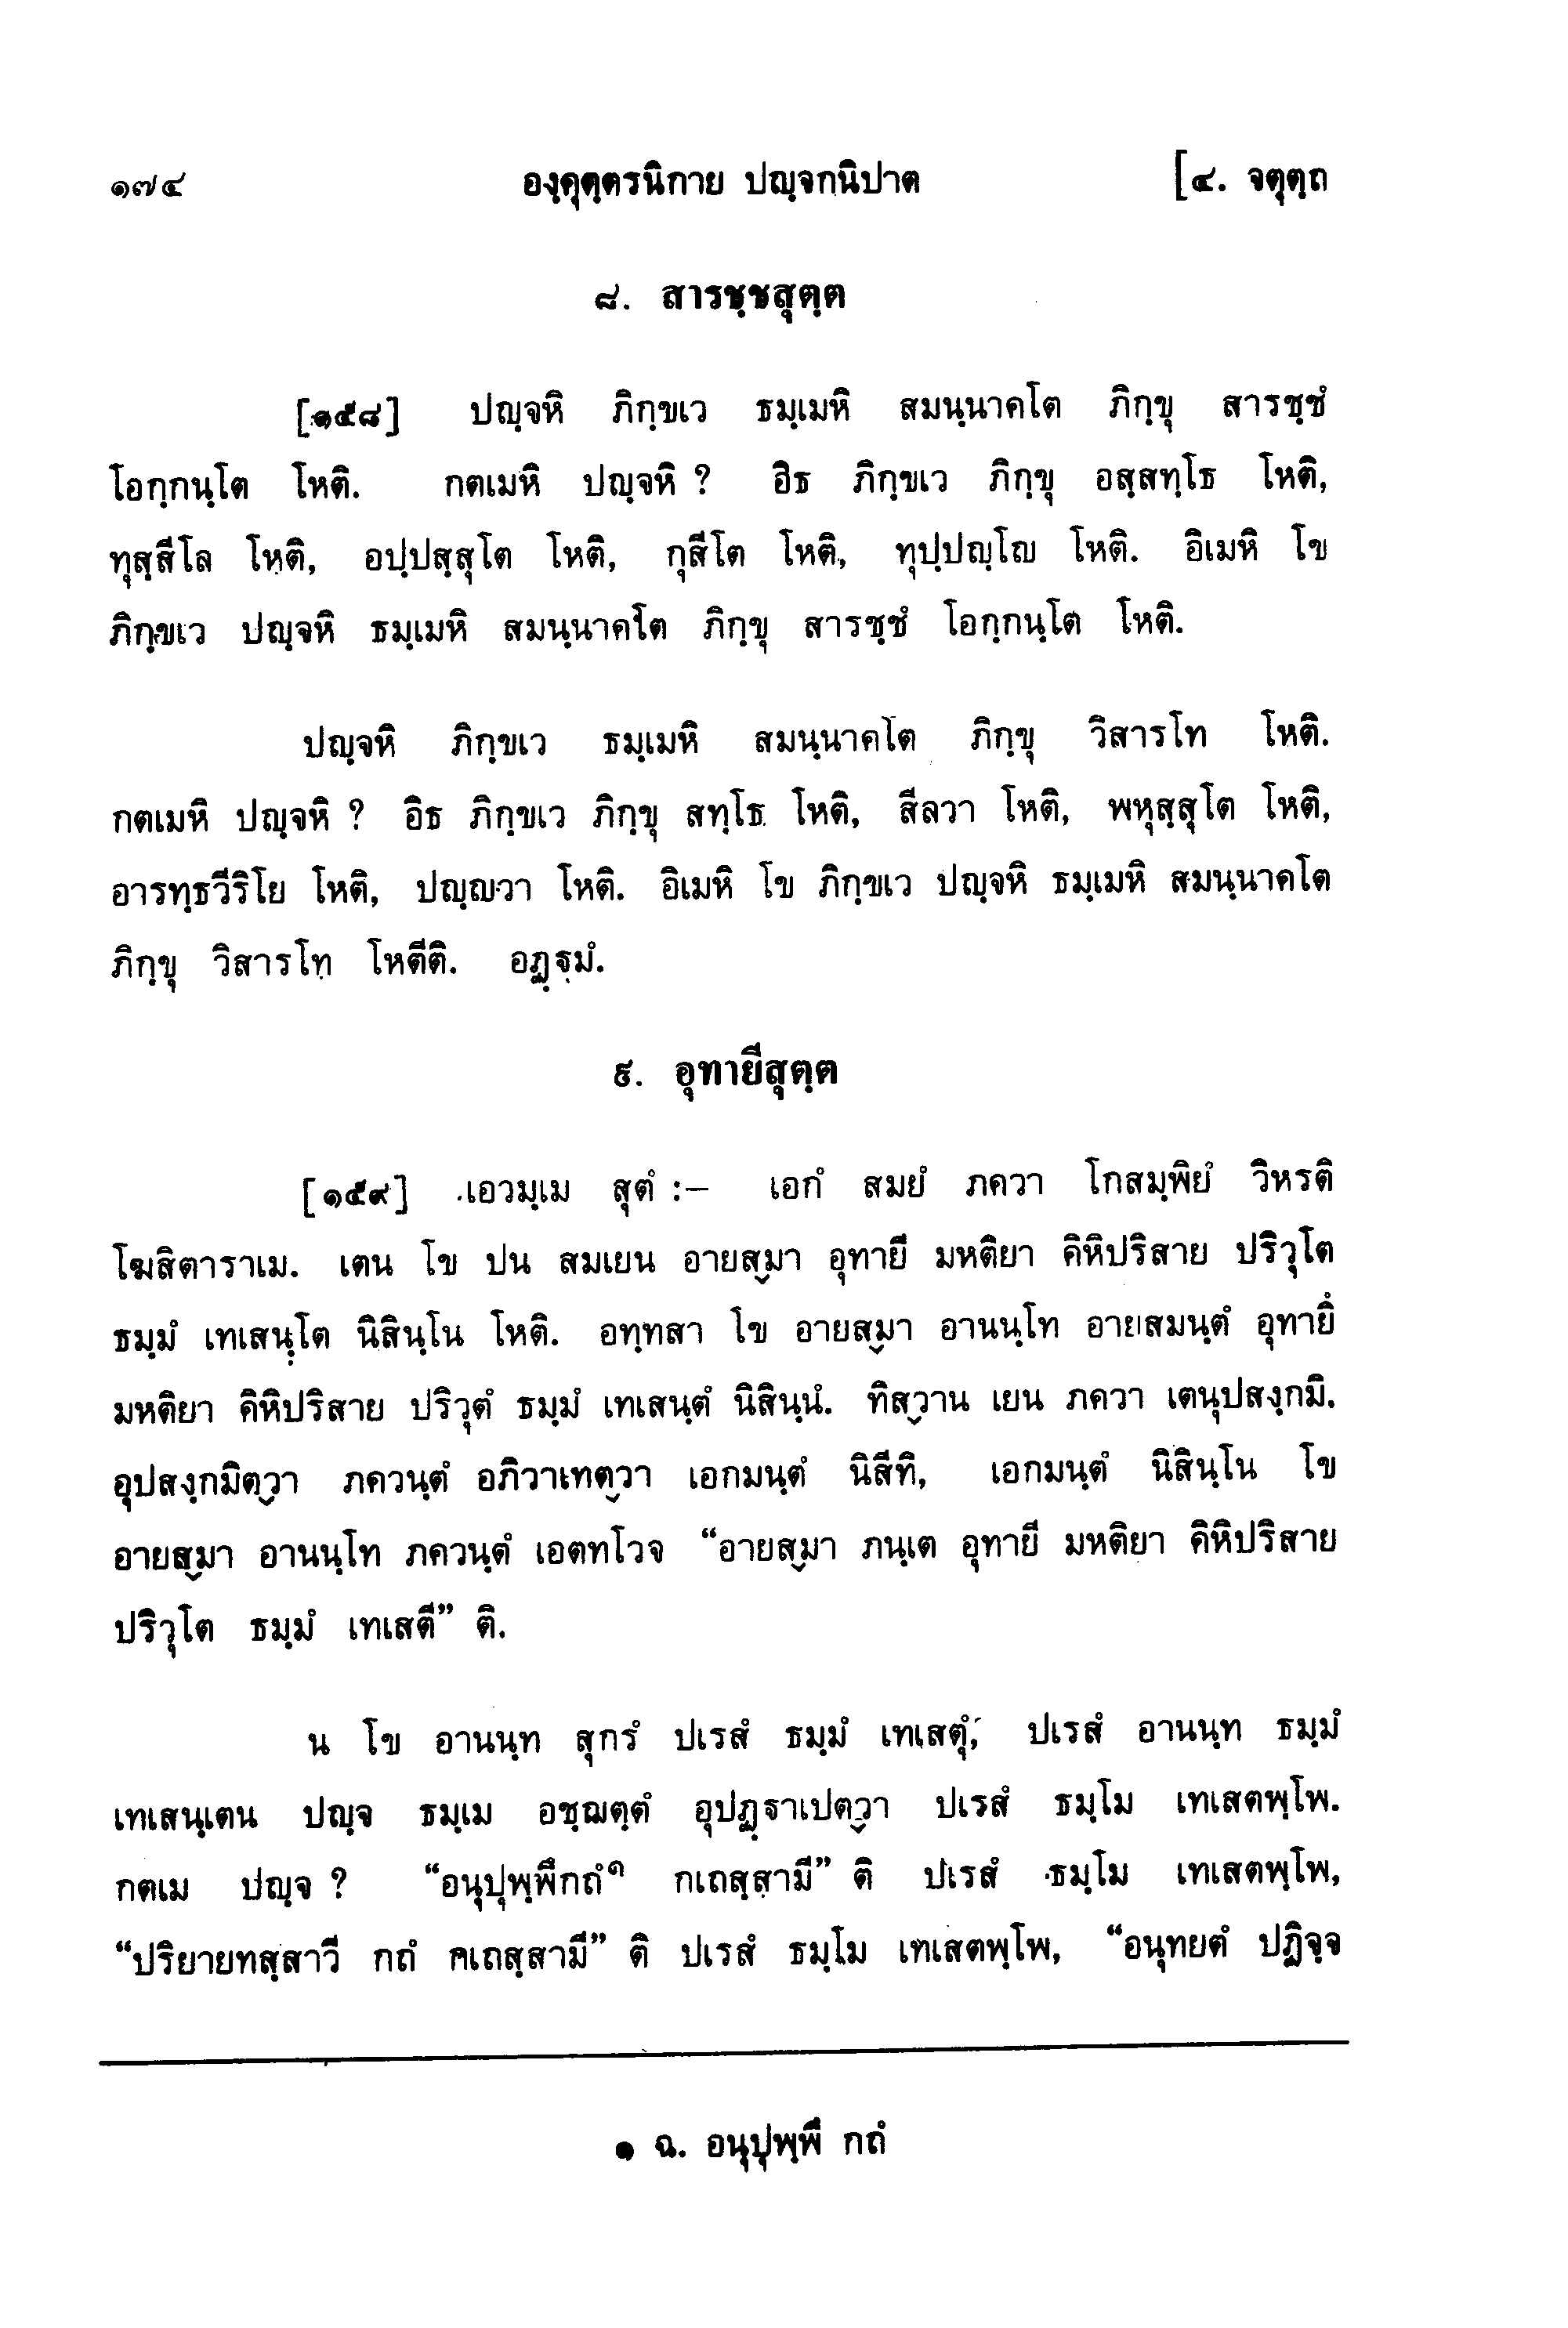 ๑๗๔ องฺคุตฺตรนิกาย ปญฺจกนิปาต [๔. จตุตฺถ
๘. สารชฺชสุตฺต
[๑๕๘] ปญฺจหิ ภิกฺขเว ธมฺเมหิ สมนฺนาคโต ภิกฺขุ สารชฺชํ
โอกฺกนฺโต โหติ. กตเมหิ ปญฺจหิ ? อิธ ภิกฺขเว ภิกฺขุ อสฺสทฺโธ โหติ,
ทุสฺสีโล โหติ, อปฺปสฺสุโต โหติ, กุสีโต โหติ, ทุปฺปญฺโญ โหติ. อิเมหิ โข
ภิกฺขเว ปญฺจหิ ธมฺเมหิ สมนฺนาคโต ภิกฺขุ สารชฺชํ โอกฺกนฺโต โหติ.
ปญฺจหิ ภิกฺขเว ธมฺเมหิ สมนฺนาคโต ภิกฺขุ วิสารโท โหติ.
กตเมหิ ปญฺจหิ ? อิธ ภิกฺขเว ภิกฺขุ สทฺโธ โหติ, สีลวา โหติ, พหุสฺสุโต โหติ,
อารทฺธวีริโย โหติ, ปญฺญวา โหติ. อิเมหิ โข ภิกฺขเว ปญฺจหิ ธมฺเมหิ สมนฺนาคโต
ภิกฺขุ วิสารโท โหตีติ. อฏฺฐมํ.
๙. อุทายีสุตฺต
[๑๕๙] เอวมฺเม สุตํ :– เอกํ สมยํ ภควา โกสมฺพิยํ วิหรติ
โฆสิตาราเม. เตน โข ปน สมเยน อายสฺมา อุทายี มหติยา คิหิปริสาย ปริวุโต
ธมฺมํ เทเสนฺโต นิสินฺโน โหติ. อทฺทสา โข อายสฺมา อานนฺโท อายสมนฺตํ อุทายึ
มหติยา คิหิปริสาย ปริวุตํ ธมฺมํ เทเสนฺตํ นิสินฺนํ. ทิสฺวาน เยน ภควา เตนุปสงฺกมิ.
อุปสงฺกมิตฺวา ภควนฺตํ อภิวาเทตฺวา เอกมนฺตํ นิสีทิ, เอกมนฺตํ นิสินฺโน โข
อายสฺมา อานนฺโท ภควนฺตํ เอตทโวจ “อายสฺมา ภนฺเต อุทายี มหติยา คิหิปริสาย
ปริวุโต ธมฺมํ เทเสตี” ติ.
น โข อานนฺท สุกรํ ปเรสํ ธมฺมํ เทเสตุํ, ปเรสํ อานนฺท ธมฺมํ
เทเสนฺเตน ปญฺจ ธมฺเม อชฺฌตฺตํ อุปฏฺฐาเปตฺวา ปเรสํ ธมฺโม เทเสตพฺโพ.
กตเม ปญฺจ ? “อนุปุพฺพีกถํ๑ กเถสฺสามี” ติ ปเรสํ ธมฺโม เทเสตพฺโพ,
“ปริยายทสฺสาวี กถํ กเถสฺสามี” ติ ปเรสํ ธมฺโม เทเสตพฺโพ, “อนุทยตํ ปฏิจฺจ
๑ ฉ. อนุปุพฺพึ กถํ